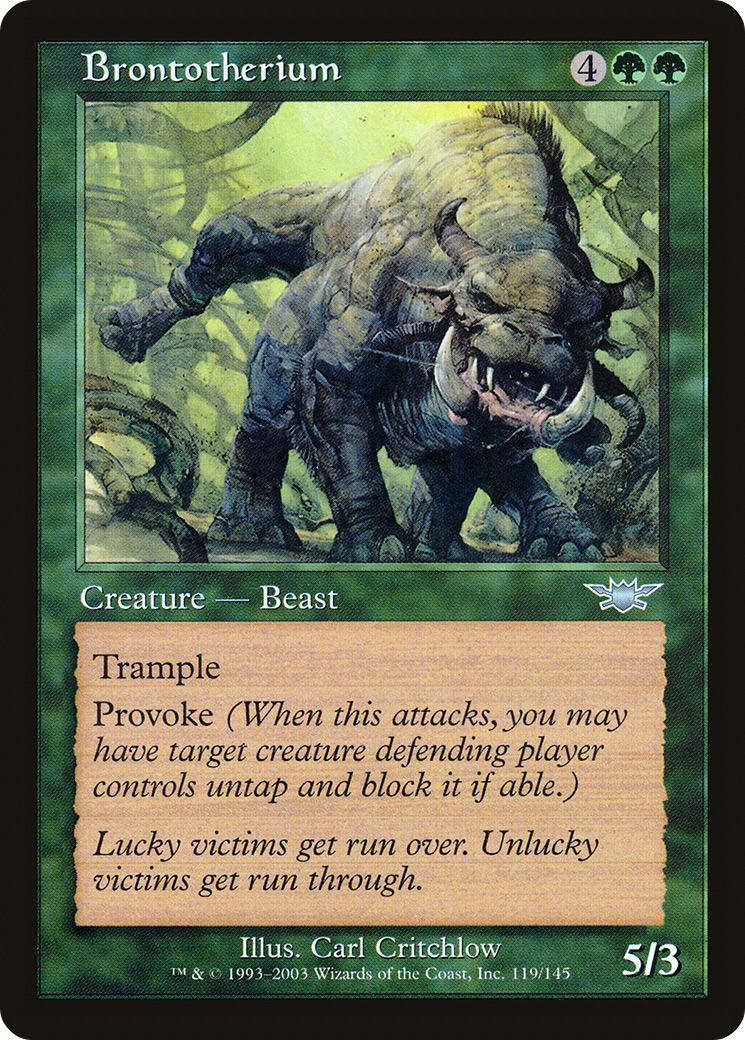 Brontotherium 4
Creature — Beast
Trample
Provoke (When this attacks, you may
have target creature defending player
controls untap and block it if able.)
Lucky victims get run over. Unlucky
victims get run through.
Illus. Carl Critchlow
™ & © 1993–2003 Wizards of the Coast, Inc. 119/145
5/3